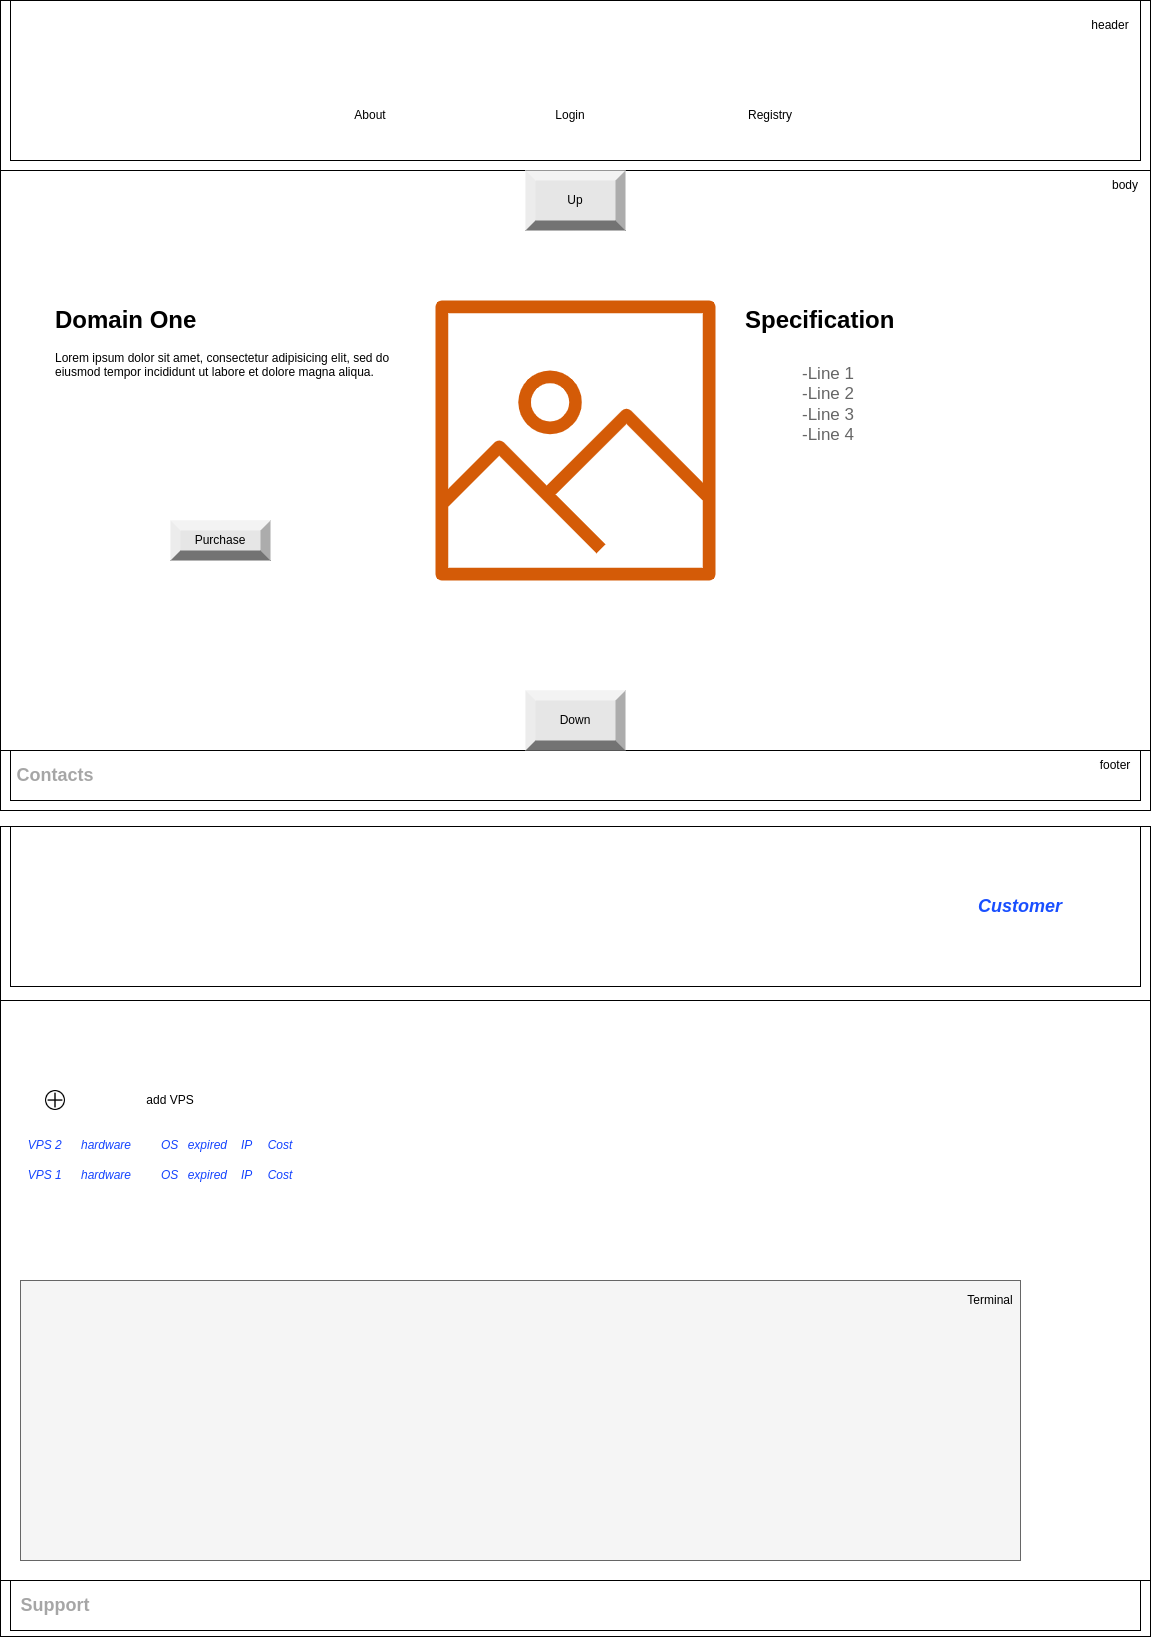 header
About Login Registry
body
Up
Domain One
Lorem ipsum dolor sit amet, consectetur adipisicing elit, sed do
eiusmod tempor incididunt ut labore et dolore magna aliqua.
Purchase
Specification
-Line 1
-Line 2
-Line 3
-Line 4
Down
Contacts
footer
Customer
add VPS
VPS 2 hardware OS expired IP Cost
VPS 1 hardware OS expired IP Cost
Terminal
Support